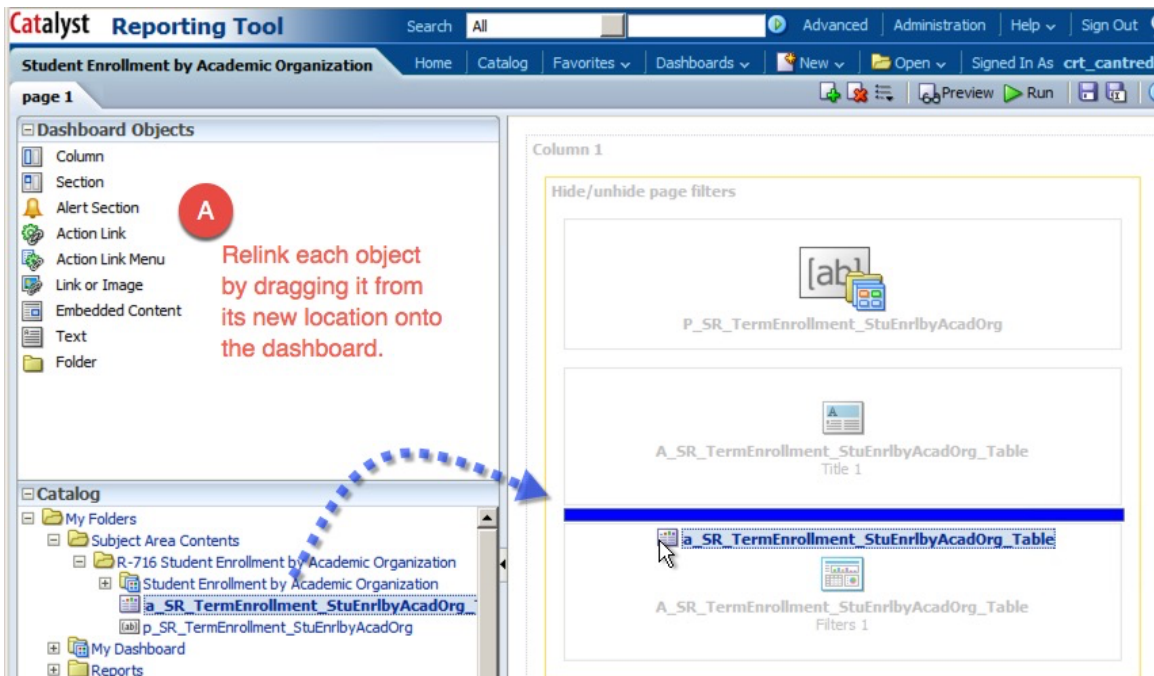 Catalyst Reporting Tool Search All Advanced Administration Help Sign Out
Student Enrollment by Academic Organization Home Catalog Favorites Dashboards New Open Signed In As crt_cantred
page 1 Preview Run
Dashboard Objects
Column
Section
Alert Section
Action Link
Action Link Menu
Link or Image
Embedded Content
Text
Folder
A
Relink each object
by dragging it from
its new location onto
the dashboard.
Catalog
My Folders
Subject Area Contents
R-716 Student Enrollment by Academic Organization
Student Enrollment by Academic Organization
a_SR_TermEnrollment_StuEnrlbyAcadOrg_
[ab] p_SR_TermEnrollment_StuEnrlbyAcadOrg
My Dashboard
Reports
Column 1
Hide/unhide page filters
[ab]
P_SR_TermEnrollment_StuEnrlbyAcadOrg
A
A_SR_TermEnrollment_StuEnrlbyAcadOrg_Table
Title 1
a_SR_TermEnrollment_StuEnrlbyAcadOrg_Table
A_SR_TermEnrollment_StuEnrlbyAcadOrg_Table
Filters 1